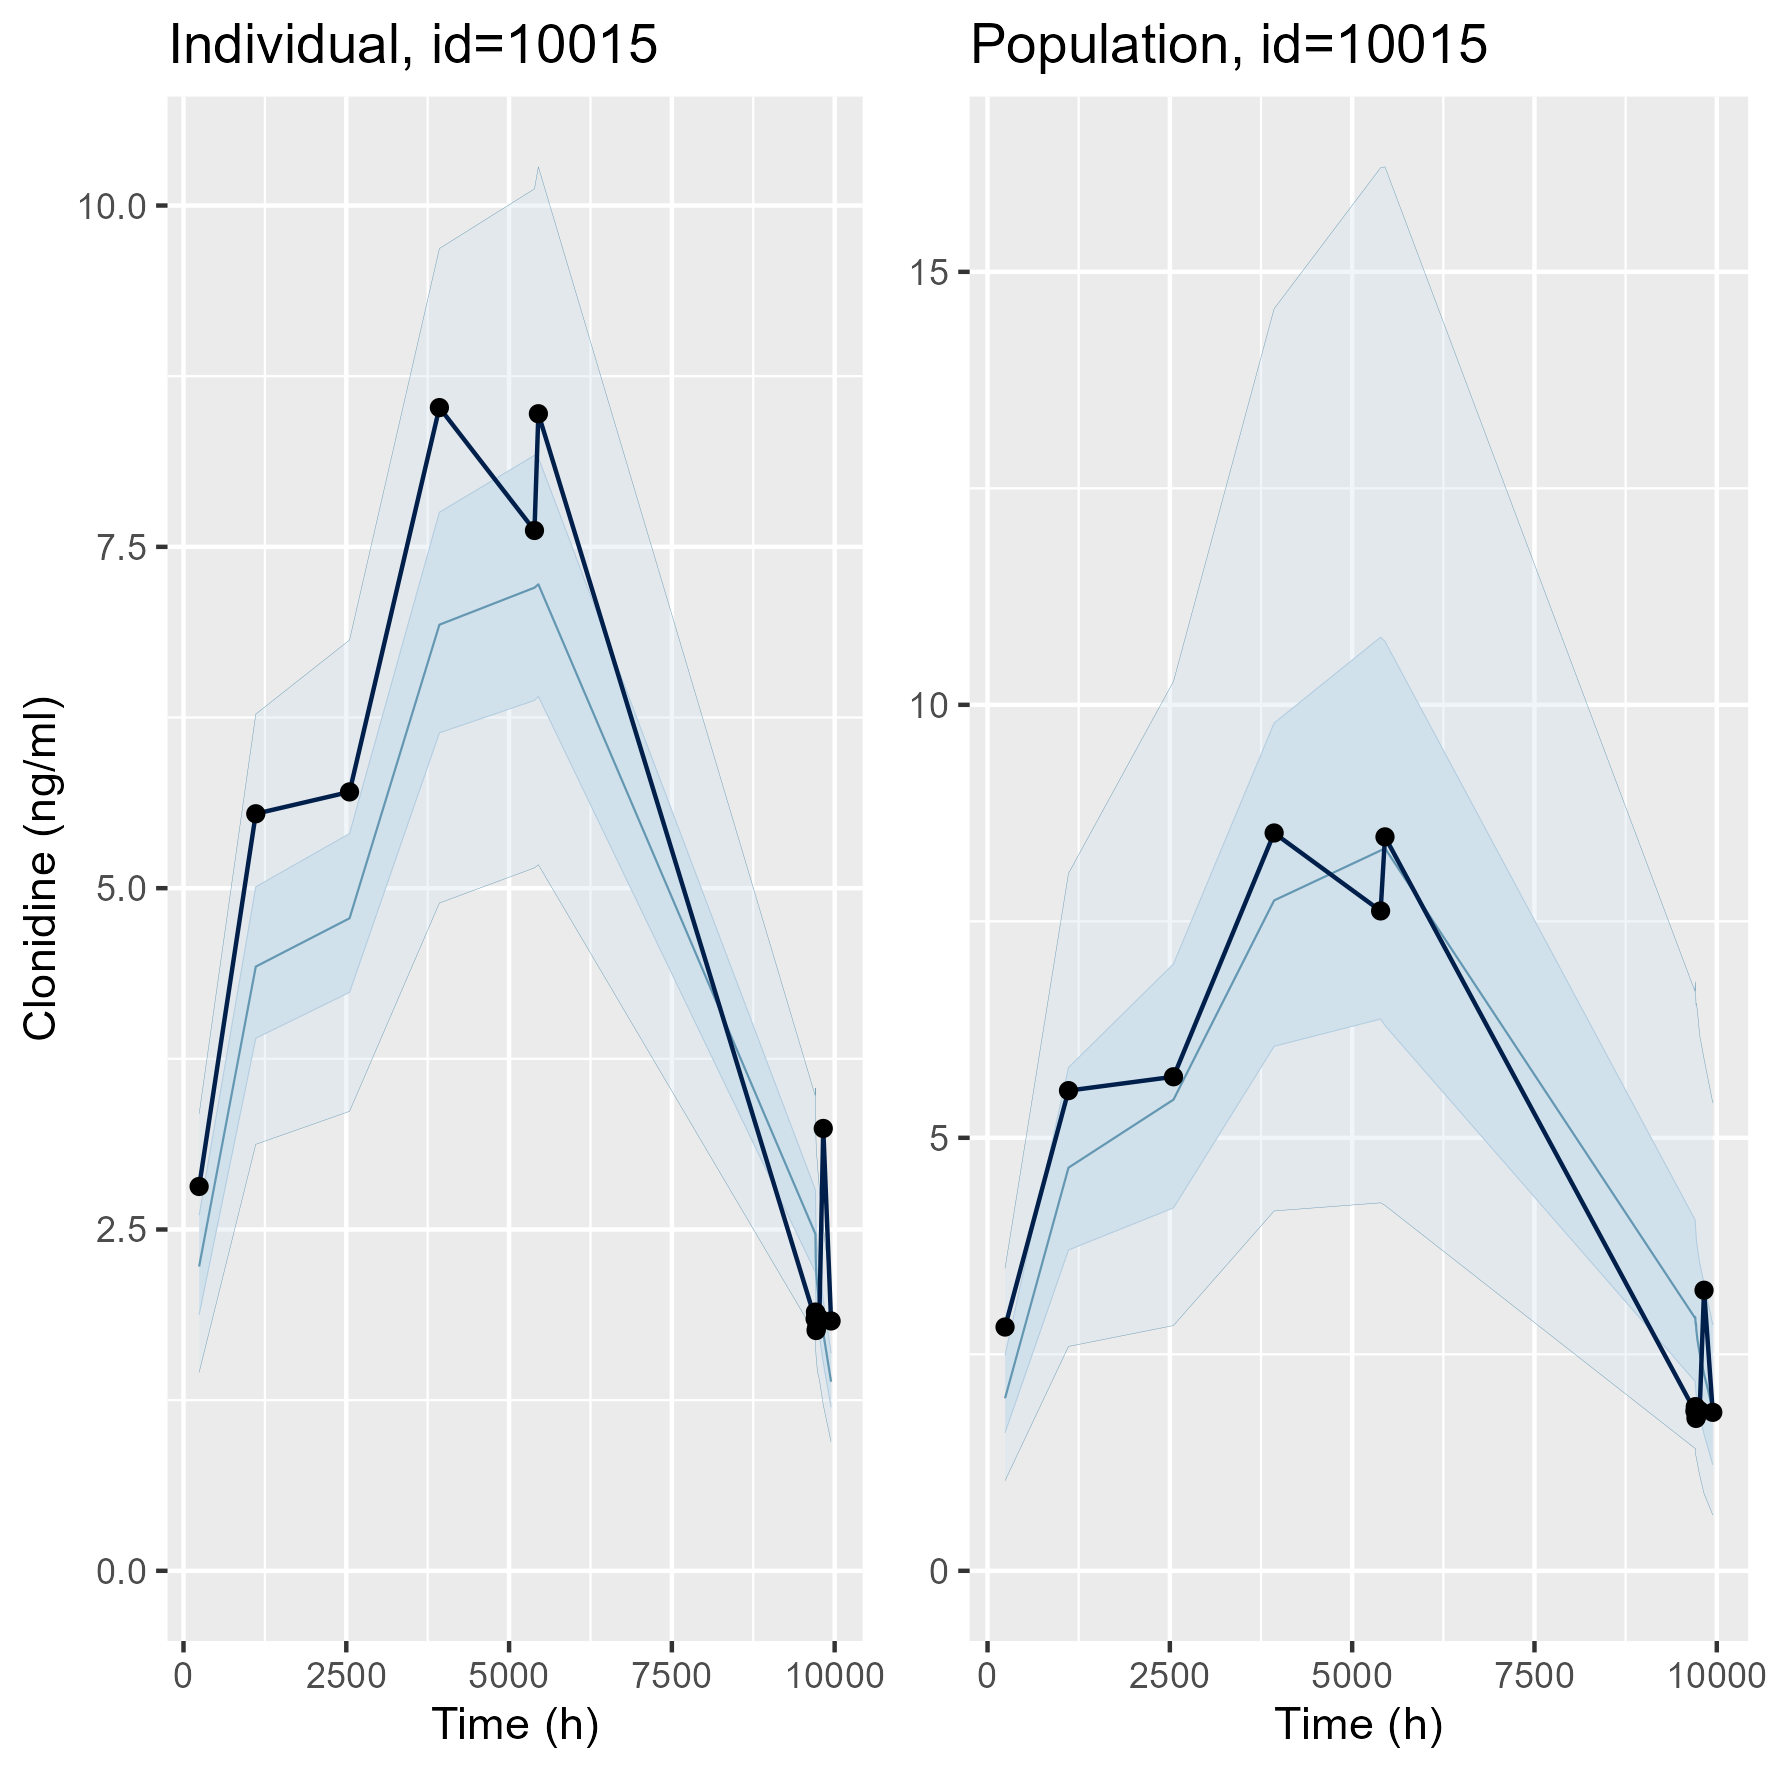 Individual, id=10015
Population, id=10015
Clonidine (ng/ml)
10.0
7.5
5.0
2.5
0.0
0 2500 5000 7500 10000
Time (h)
15
10
5
0
0 2500 5000 7500 10000
Time (h)